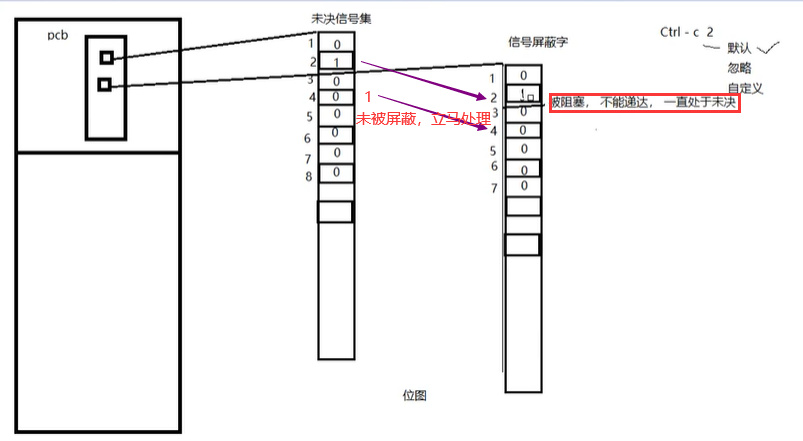 未决信号集
pcb
1 0
2 1
3 0
4 0
5 0
6 0
7 0
8 0
信号屏蔽字
1 0
2 1
3 0
4 0
5 0
6 0
7 0
Ctrl - c 2
默认
忽略
自定义
被阻塞， 不能递达， 一直处于未决
1
未被屏蔽，立马处理
位图